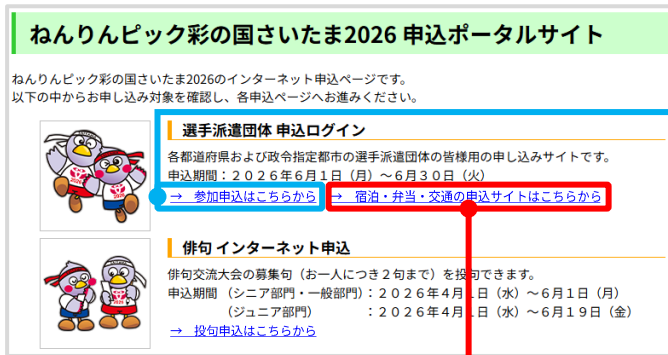 ねんりんピック彩の国さいたま2026 申込ポータルサイト
ねんりんピック彩の国さいたま2026のインターネット申込ページです。
以下の中からお申し込み対象を確認し、各申込ページへお進みください。
選手派遣団体 申込ログイン
各都道府県および政令指定都市の選手派遣団体の皆様用の申し込みサイトです。
申込期間：２０２６年６月１日（月）～６月３０日（火）
→　参加申込はこちらから　→　宿泊・弁当・交通の申込サイトはこちらから
俳句 インターネット申込
俳句交流大会の募集句（お一人につき２句まで）を投句できます。
申込期間 （シニア部門・一般部門）：２０２６年４月１日（水）～６月１日（月）
（ジュニア部門）　　　　：２０２６年４月１日（水）～６月１９日（金）
→　投句申込はこちらから